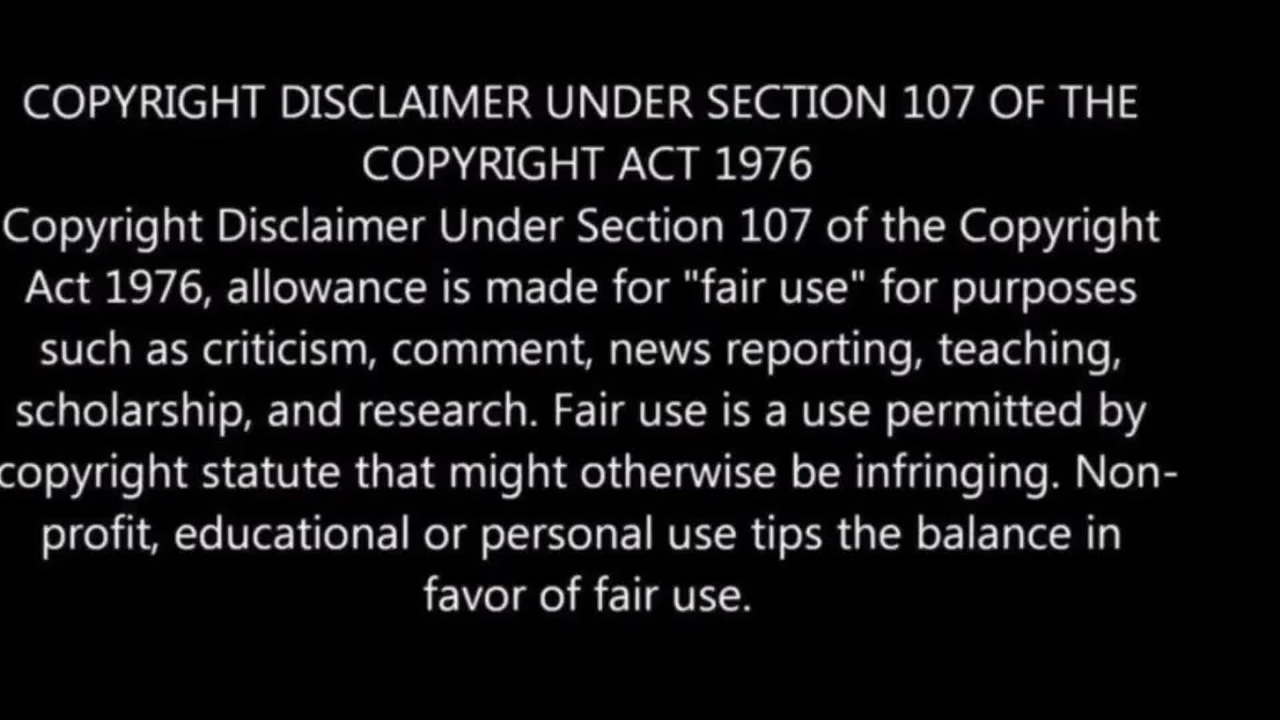 COPYRIGHT DISCLAIMER UNDER SECTION 107 OF THE
COPYRIGHT ACT 1976
Copyright Disclaimer Under Section 107 of the Copyright
Act 1976, allowance is made for "fair use" for purposes
such as criticism, comment, news reporting, teaching,
scholarship, and research. Fair use is a use permitted by
copyright statute that might otherwise be infringing. Non-
profit, educational or personal use tips the balance in
favor of fair use.